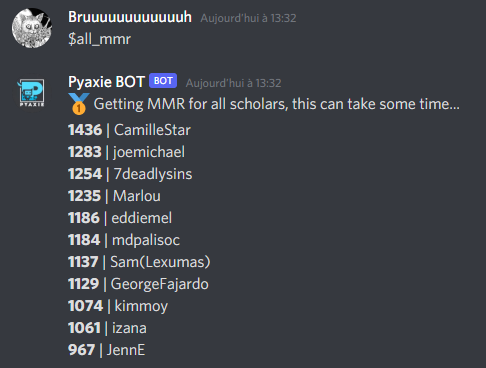 Bruuuuuuuuuuuuh Aujourd'hui à 13:32
$all_mmr
PYAXIE
Pyaxie BOT BOT Aujourd'hui à 13:32
Getting MMR for all scholars, this can take some time...
1436 | CamilleStar
1283 | joemichael
1254 | 7deadlysins
1235 | Marlou
1186 | eddiemel
1184 | mdpalisoc
1137 | Sam(Lexumas)
1129 | GeorgeFajardo
1074 | kimmoy
1061 | izana
967 | JennE